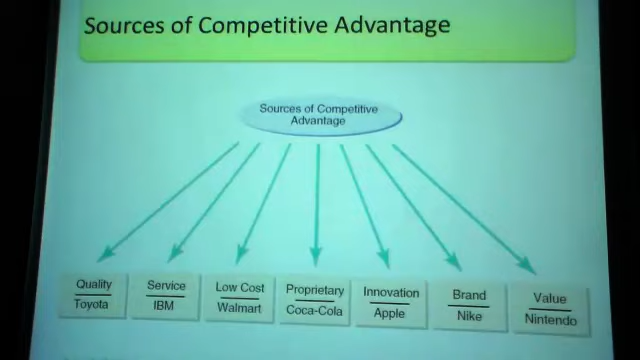 Sources of Competitive Advantage
Sources of Competitive
Advantage
Quality
Toyota
Service
IBM
Low Cost
Walmart
Proprietary
Coca-Cola
Innovation
Apple
Brand
Nike
Value
Nintendo